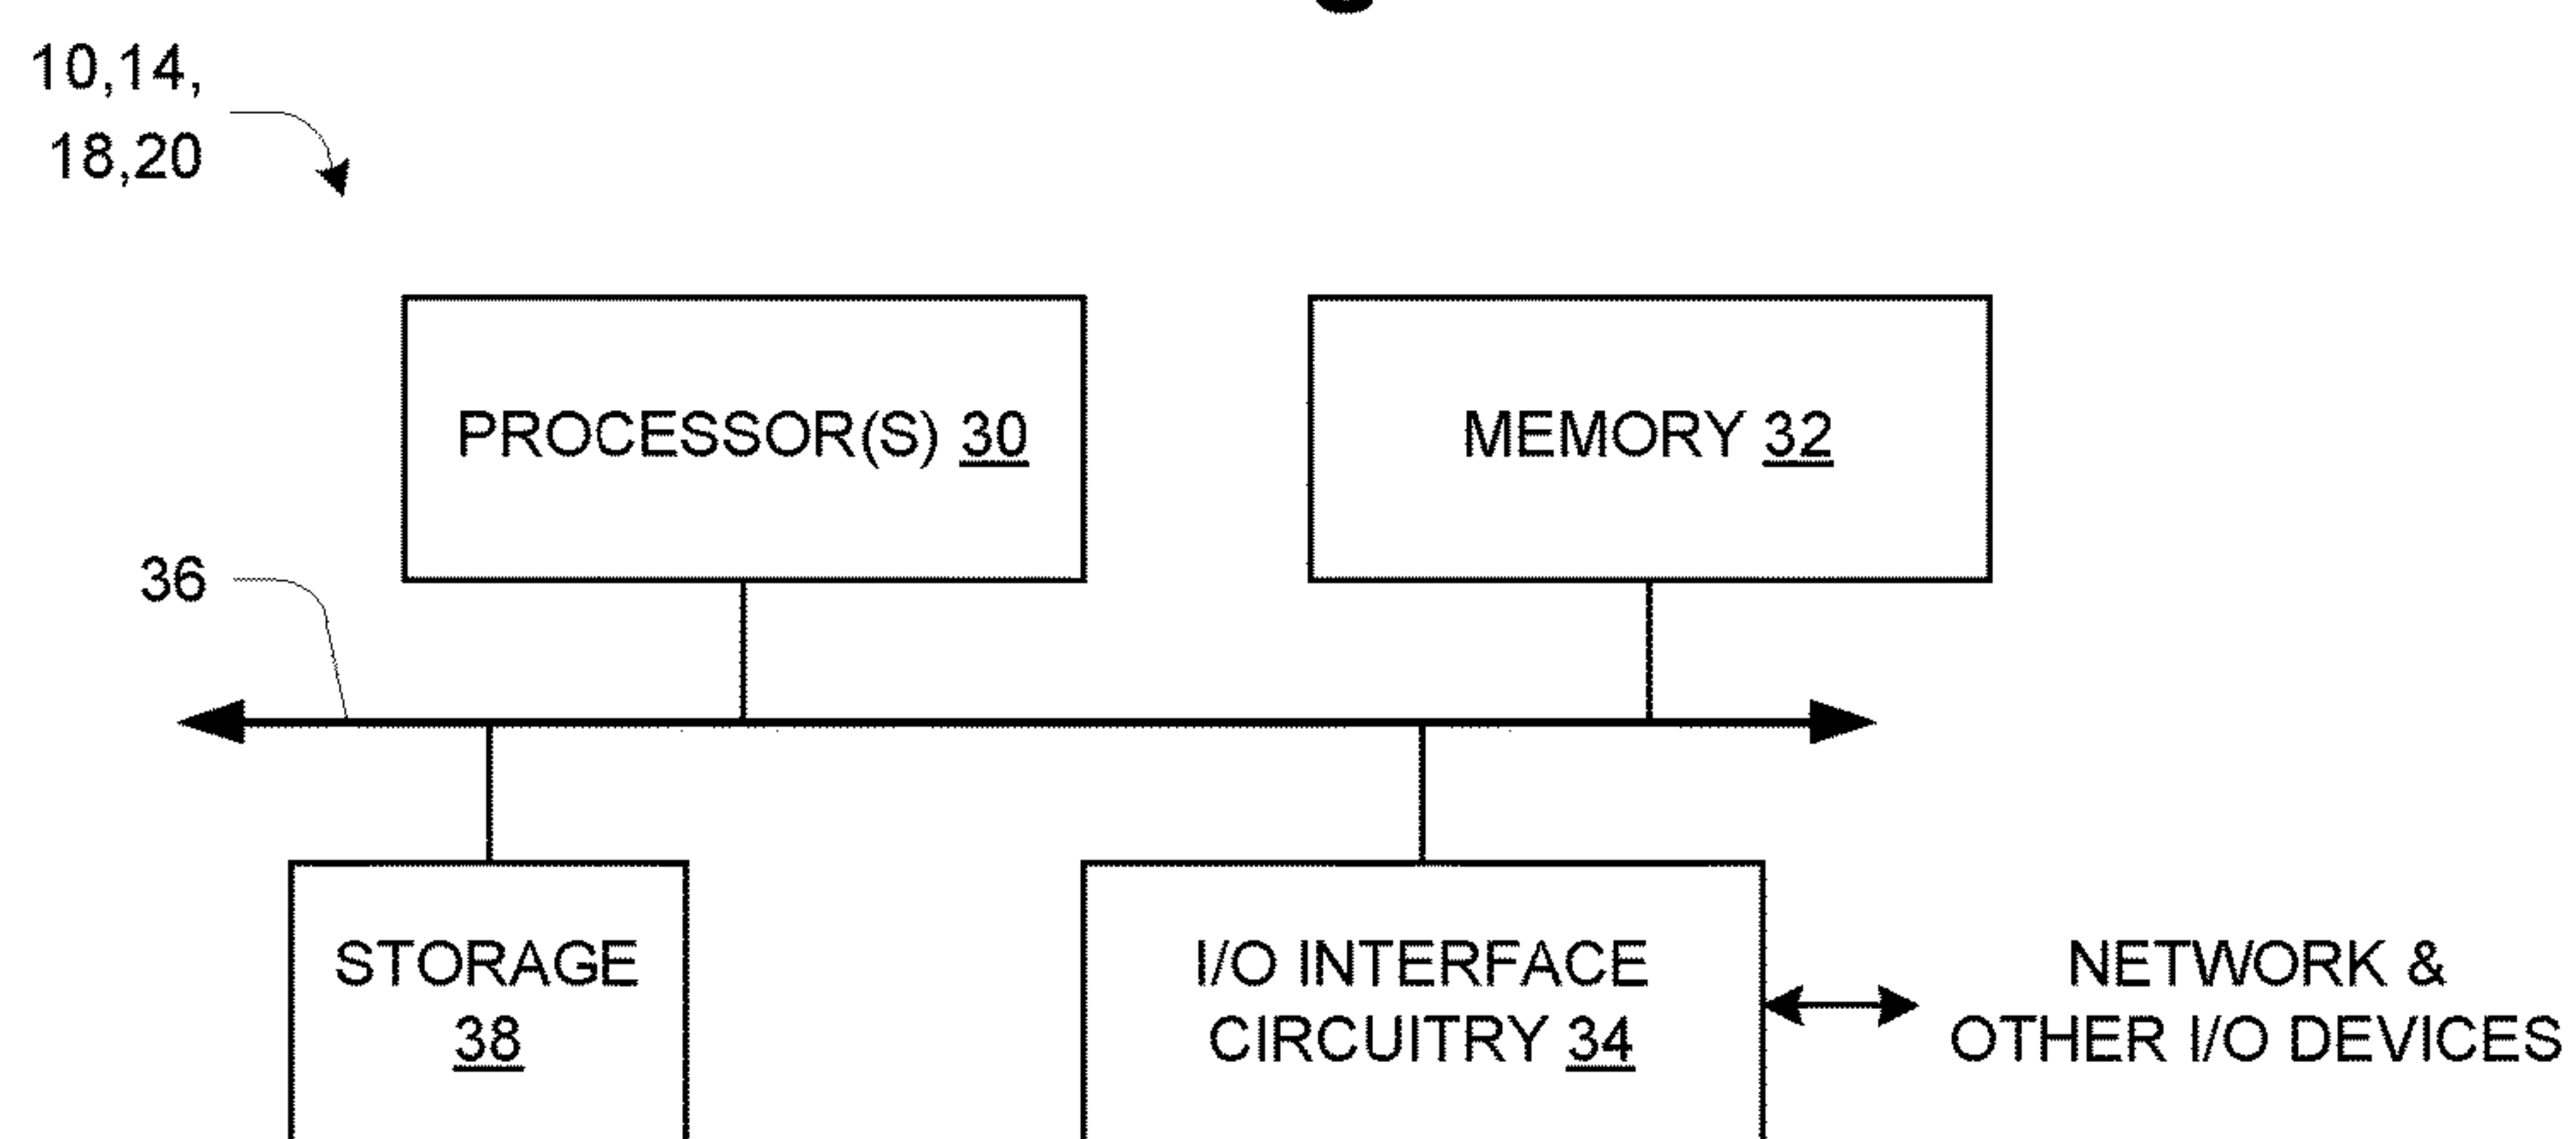 10,14,
18,20
PROCESSOR(S) 30
MEMORY 32
36
STORAGE
38
I/O INTERFACE
CIRCUITRY 34
NETWORK &
OTHER I/O DEVICES